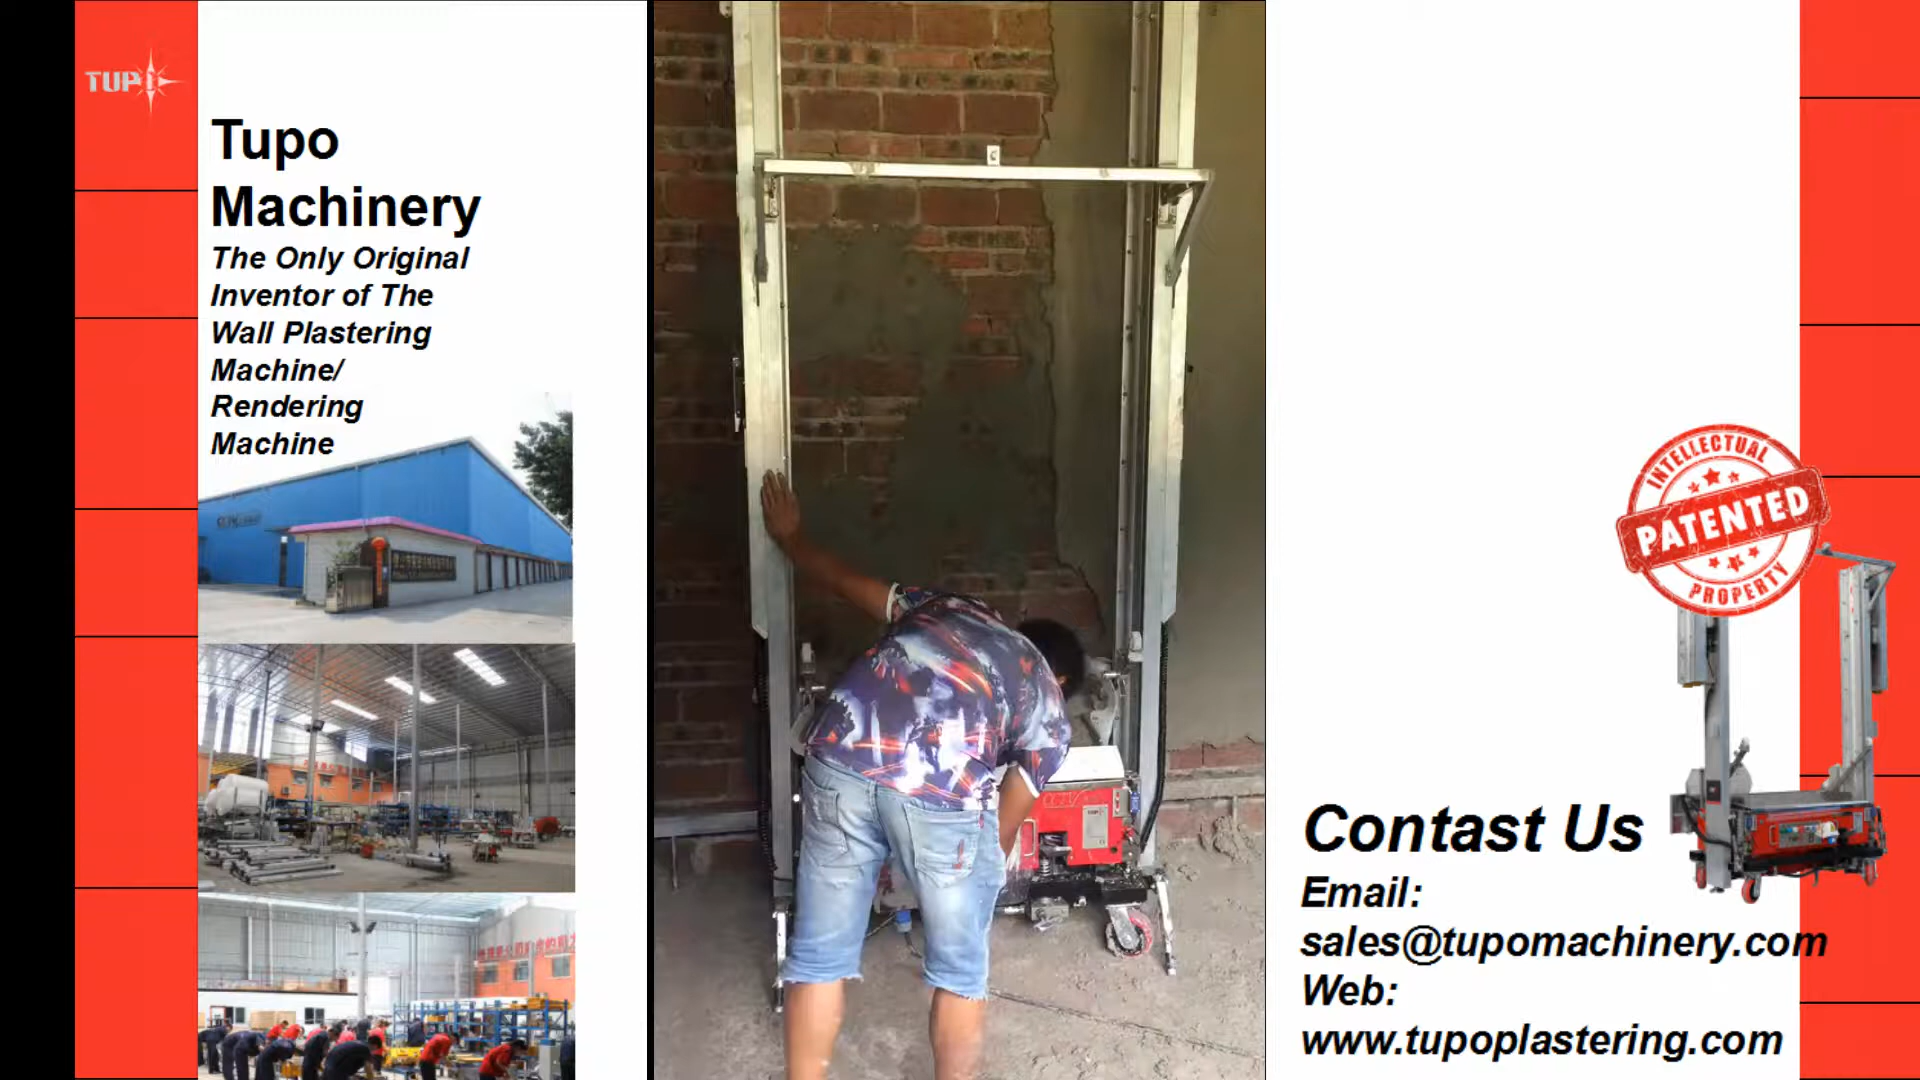 TUPO
Tupo
Machinery
The Only Original
Inventor of The
Wall Plastering
Machine/
Rendering
Machine
INTELLECTUAL
PATENTED
PROPERTY
Contast Us
Email:
sales@tupomachinery.com
Web:
www.tupoplastering.com